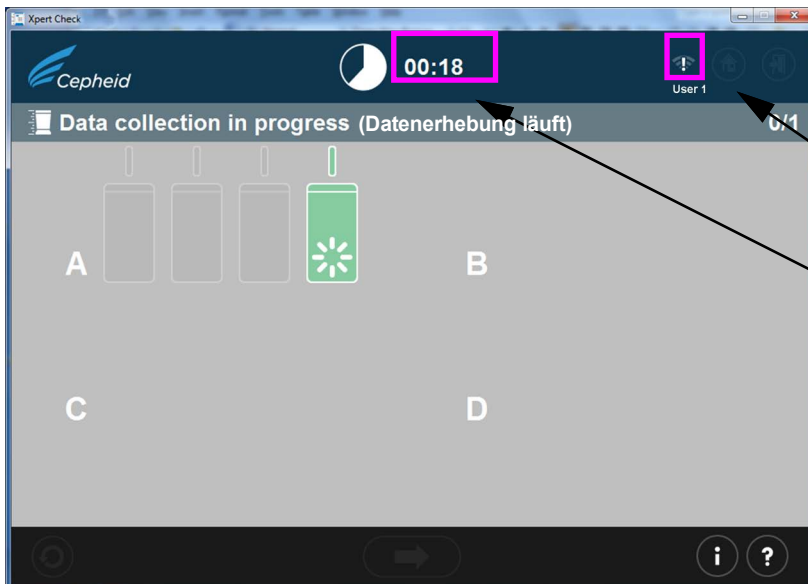 Xpert Check
Cepheid
00:18
User 1
Data collection in progress (Datenerhebung läuft) 0/1
A
B
C
D
i ?